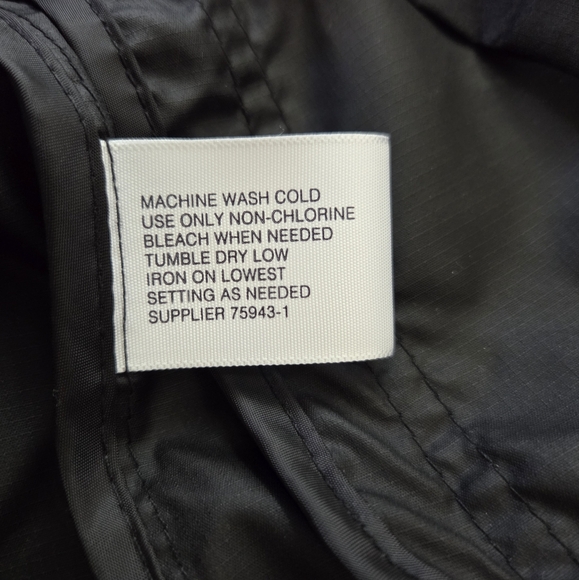 MACHINE WASH COLD
USE ONLY NON-CHLORINE
BLEACH WHEN NEEDED
TUMBLE DRY LOW
IRON ON LOWEST
SETTING AS NEEDED
SUPPLIER 75943-1